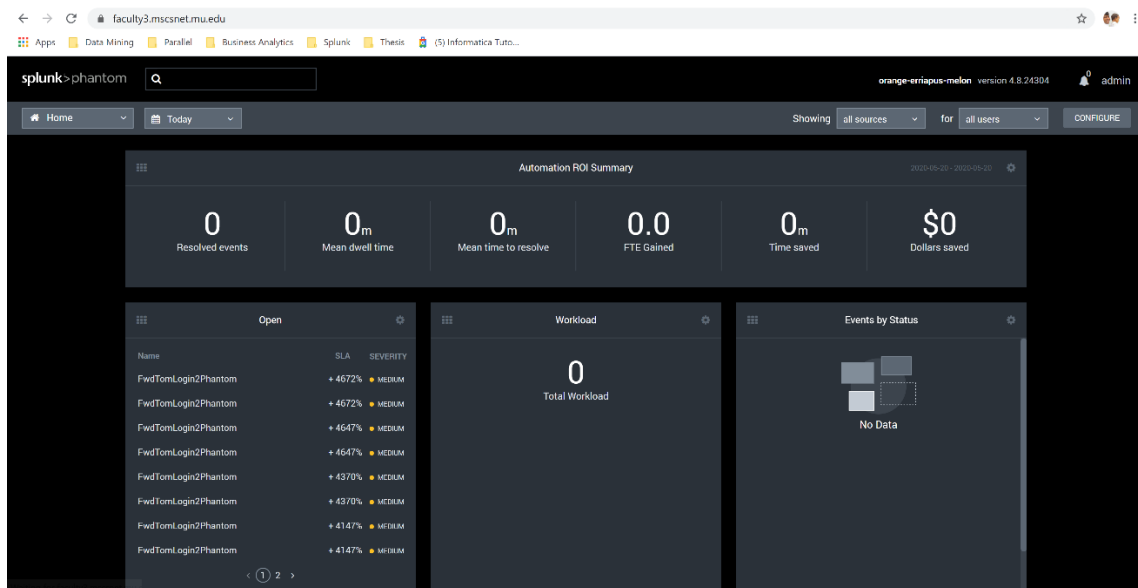 faculty3.mscsnet.mu.edu
Apps Data Mining Parallel Business Analytics Splunk Thesis (5) Informatica Tuto...
splunk>phantom orange-erriapus-melon version 4.8.24304 0 admin
Home Today Showing all sources for all users CONFIGURE
Automation ROI Summary 2020-05-20 - 2020-05-20
0 0m 0m 0.0 0m $0
Resolved events Mean dwell time Mean time to resolve FTE Gained Time saved Dollars saved
Open Workload Events by Status
Name SLA SEVERITY
FwdTomLogin2Phantom + 4672% MEDIUM
FwdTomLogin2Phantom + 4672% MEDIUM
FwdTomLogin2Phantom + 4647% MEDIUM
FwdTomLogin2Phantom + 4647% MEDIUM
FwdTomLogin2Phantom + 4370% MEDIUM
FwdTomLogin2Phantom + 4370% MEDIUM
FwdTomLogin2Phantom + 4147% MEDIUM
FwdTomLogin2Phantom + 4147% MEDIUM
< 1 2 >
0
Total Workload
No Data